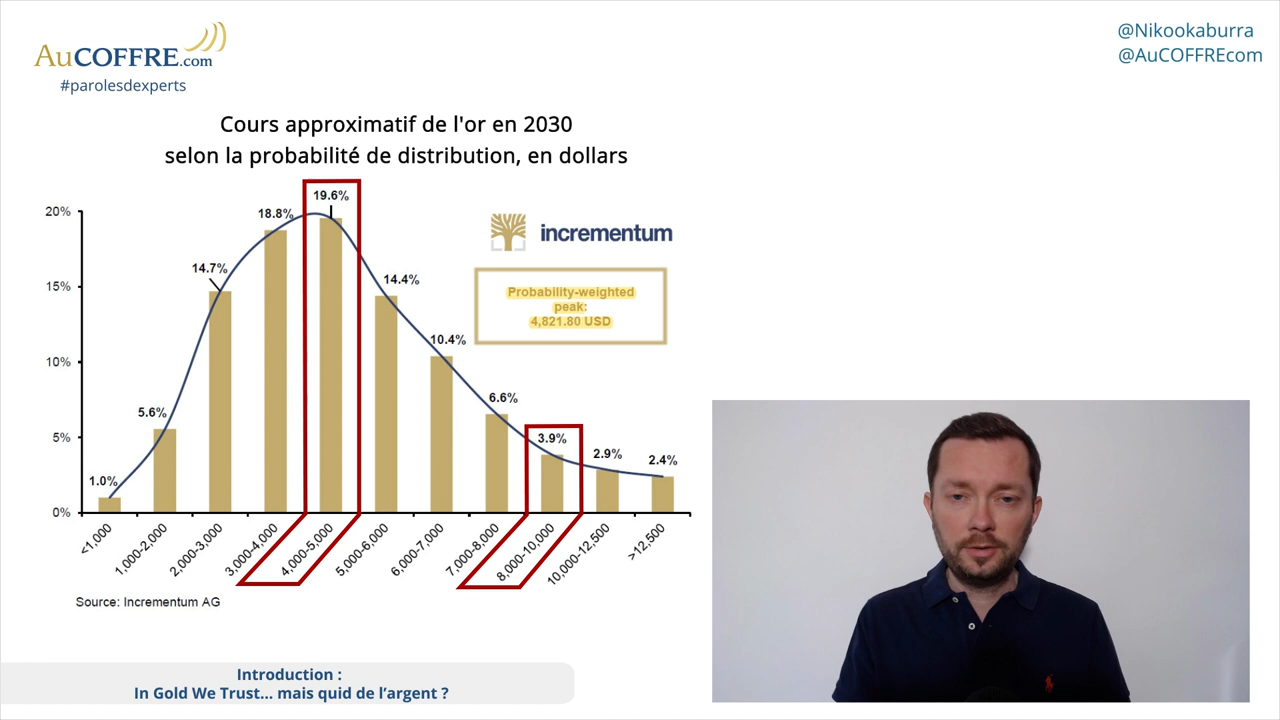 AuCOFFRE.com
#parolesdexperts
@Nikookaburra
@AuCOFFREcom
Cours approximatif de l'or en 2030
selon la probabilité de distribution, en dollars
20%
15%
10%
5%
0%
1.0%
5.6%
14.7%
18.8%
19.6%
14.4%
10.4%
6.6%
3.9%
2.9%
2.4%
incrementum
Probability-weighted
peak:
4,821.80 USD
<1,000
1,000-2,000
2,000-3,000
3,000-4,000
4,000-5,000
5,000-6,000
6,000-7,000
7,000-8,000
8,000-10,000
10,000-12,500
>12,500
Source: Incrementum AG
Introduction :
In Gold We Trust... mais quid de l'argent ?